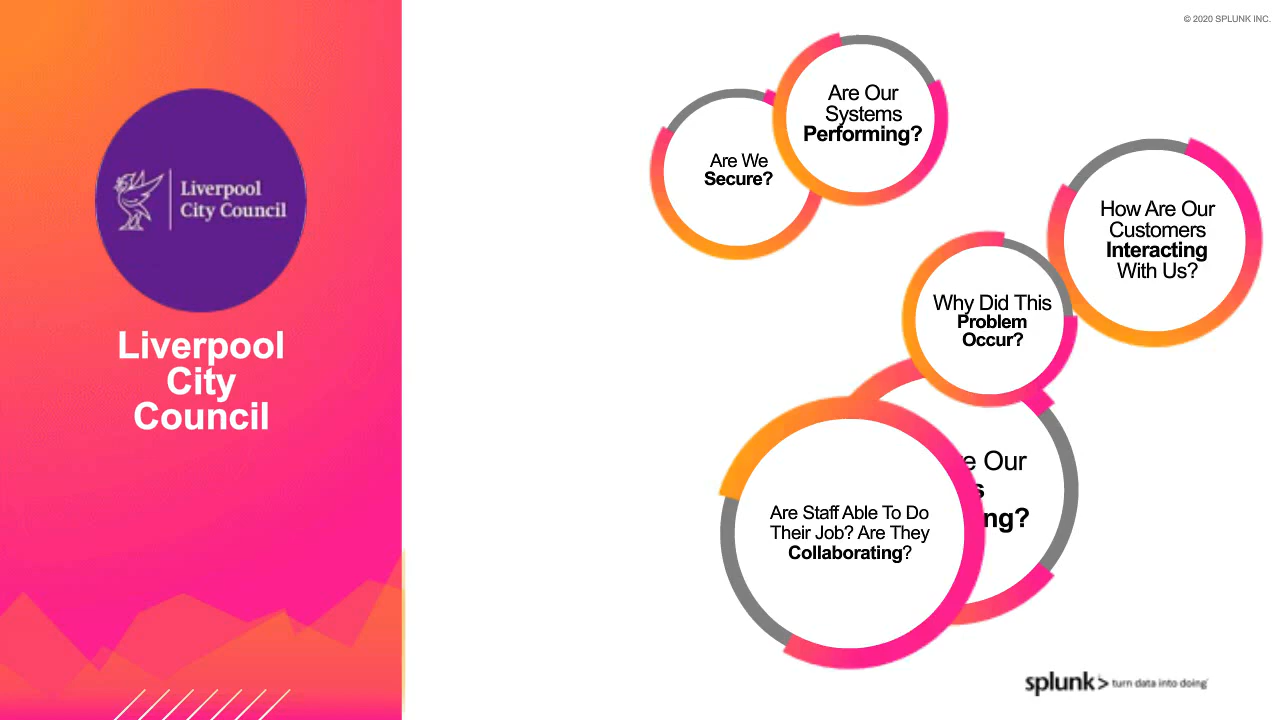 © 2020 SPLUNK INC.
Liverpool
City Council
Liverpool
City
Council
Are We
Secure?
Are Our
Systems
Performing?
How Are Our
Customers
Interacting
With Us?
Why Did This
Problem
Occur?
Our
Are Staff Able To Do
Their Job? Are They
Collaborating?
splunk> turn data into doing